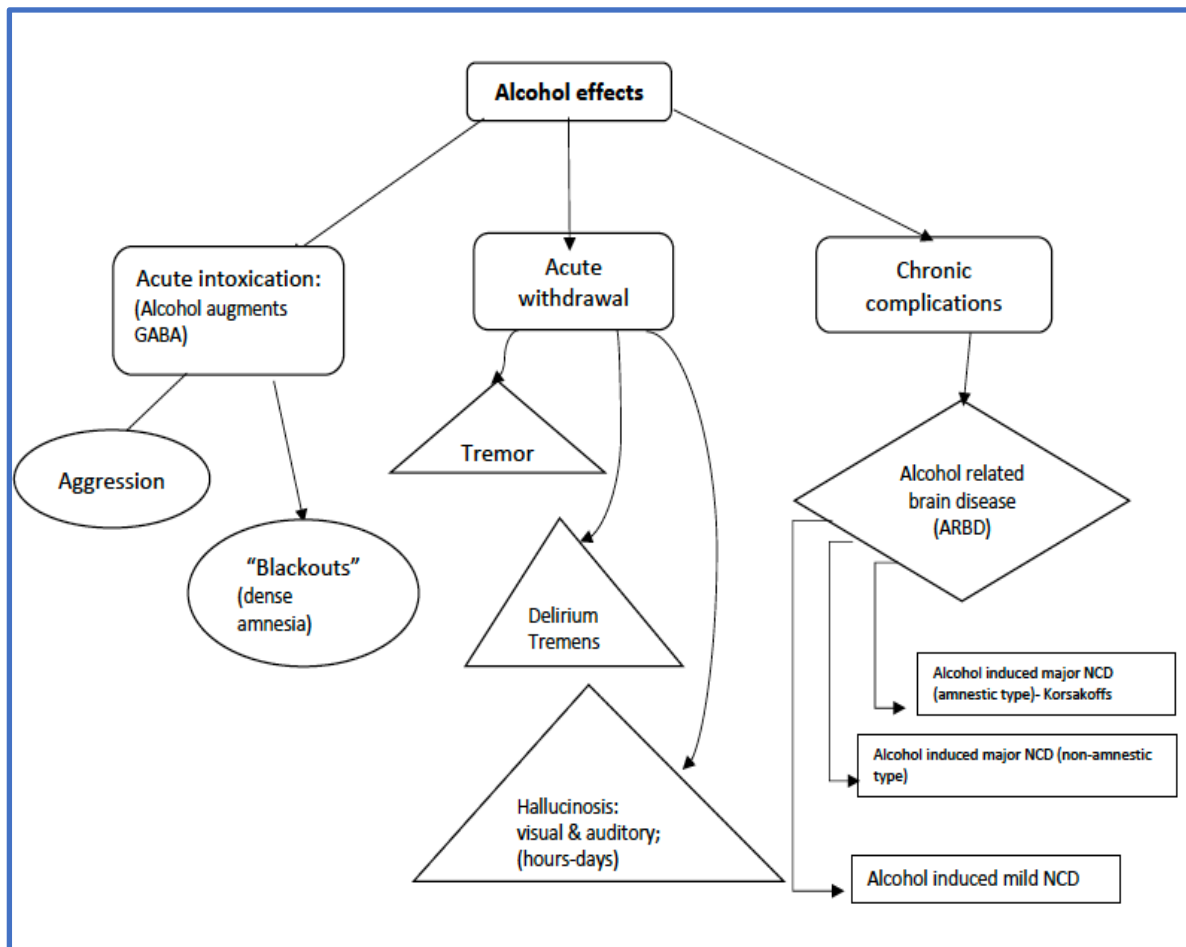 Alcohol effects
Acute intoxication:
(Alcohol augments
GABA)
Acute
withdrawal
Chronic
complications
Aggression
“Blackouts”
(dense
amnesia)
Tremor
Delirium
Tremens
Hallucinosis:
visual & auditory;
(hours-days)
Alcohol related
brain disease
(ARBD)
Alcohol induced major NCD
(amnestic type)- Korsakoffs
Alcohol induced major NCD (non-amnestic
type)
Alcohol induced mild NCD